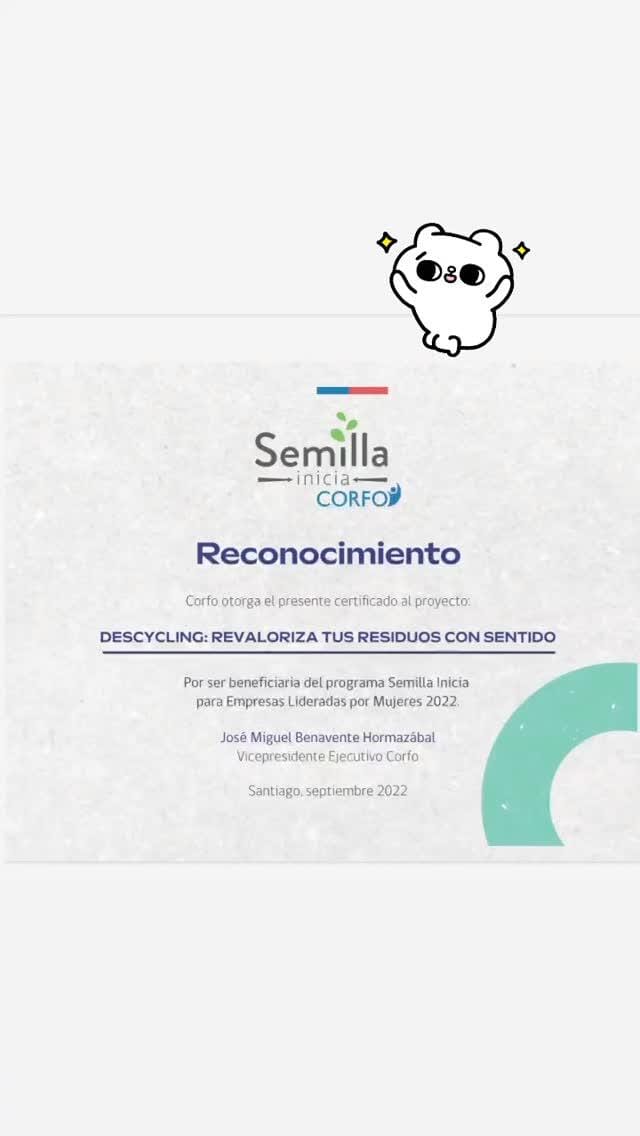 Semilla
inicia
CORFO
Reconocimiento
Corfo otorga el presente certificado al proyecto:
DESCYCLING: REVALORIZA TUS RESIDUOS CON SENTIDO
Por ser beneficiaria del programa Semilla Inicia
para Empresas Lideradas por Mujeres 2022.
José Miguel Benavente Hormazábal
Vicepresidente Ejecutivo Corfo
Santiago, septiembre 2022